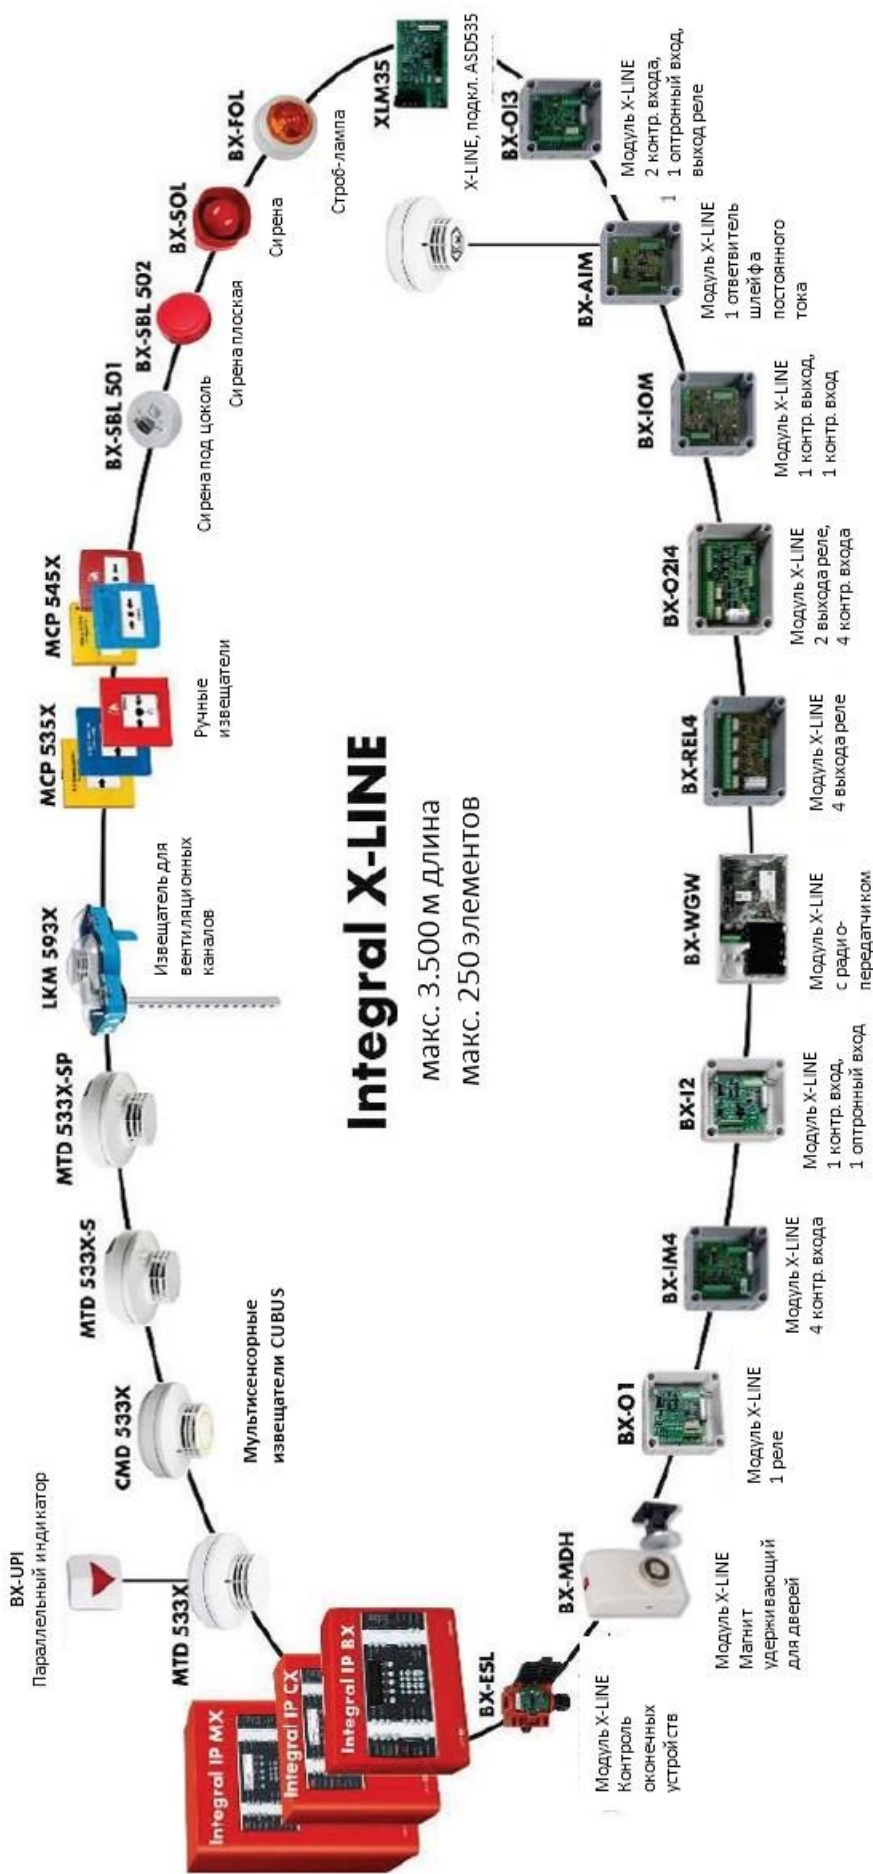 BX-UPI
Параллельный индикатор
MTD 533X
CMD 533X
Мультисенсорные
извещатели CUBUS
MTD 533X-S
MTD 533X-SP
LKM 593X
Извещатель для
вентиляционных
каналов
MCP 535X
MCP 545X
Ручные
извещатели
BX-SBL 501
Сирена под цоколь
BX-SBL 502
Сирена плоская
BX-SOL
Сирена
BX-FOL
Строб-лампа
XLM35
X-LINE, подкл. ASD535
Integral X-LINE
макс. 3.500 м длина
макс. 250 элементов
Integral IP MX
Integral IP CX
Integral IP BX
BX-ESL
Модуль X-LINE
Контроль
оконечных
устройств
BX-MDH
Модуль X-LINE
Магнит
удерживающий
для дверей
BX-O1
Модуль X-LINE
1 реле
BX-IM4
Модуль X-LINE
4 контр. входа
BX-I2
Модуль X-LINE
1 контр. вход,
1 оптронный вход
BX-WGW
Модуль X-LINE
с радио-
передатчиком
BX-REL4
Модуль X-LINE
4 выхода реле
BX-O2I4
Модуль X-LINE
2 выхода реле,
4 контр. входа
BX-IOM
Модуль X-LINE
1 контр. выход,
1 контр. вход
BX-AIM
Модуль X-LINE
1 ответвитель
шлейфа
постоянного
тока
BX-OI3
Модуль X-LINE
2 контр. входа,
1 оптронный вход,
1 выход реле